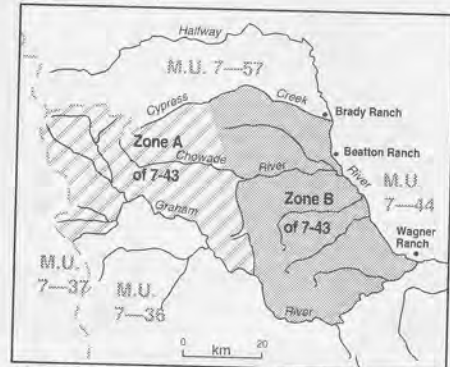 Halfway
M.U. 7—57
Cypress
Creek
Brady Ranch
Zone A
of 7-43
Chowade
River
Beatton Ranch
River
M.U.
7—44
Zone B
of 7-43
Graham
Wagner
Ranch
M.U.
7—37
M.U.
7—36
River
0 20
km